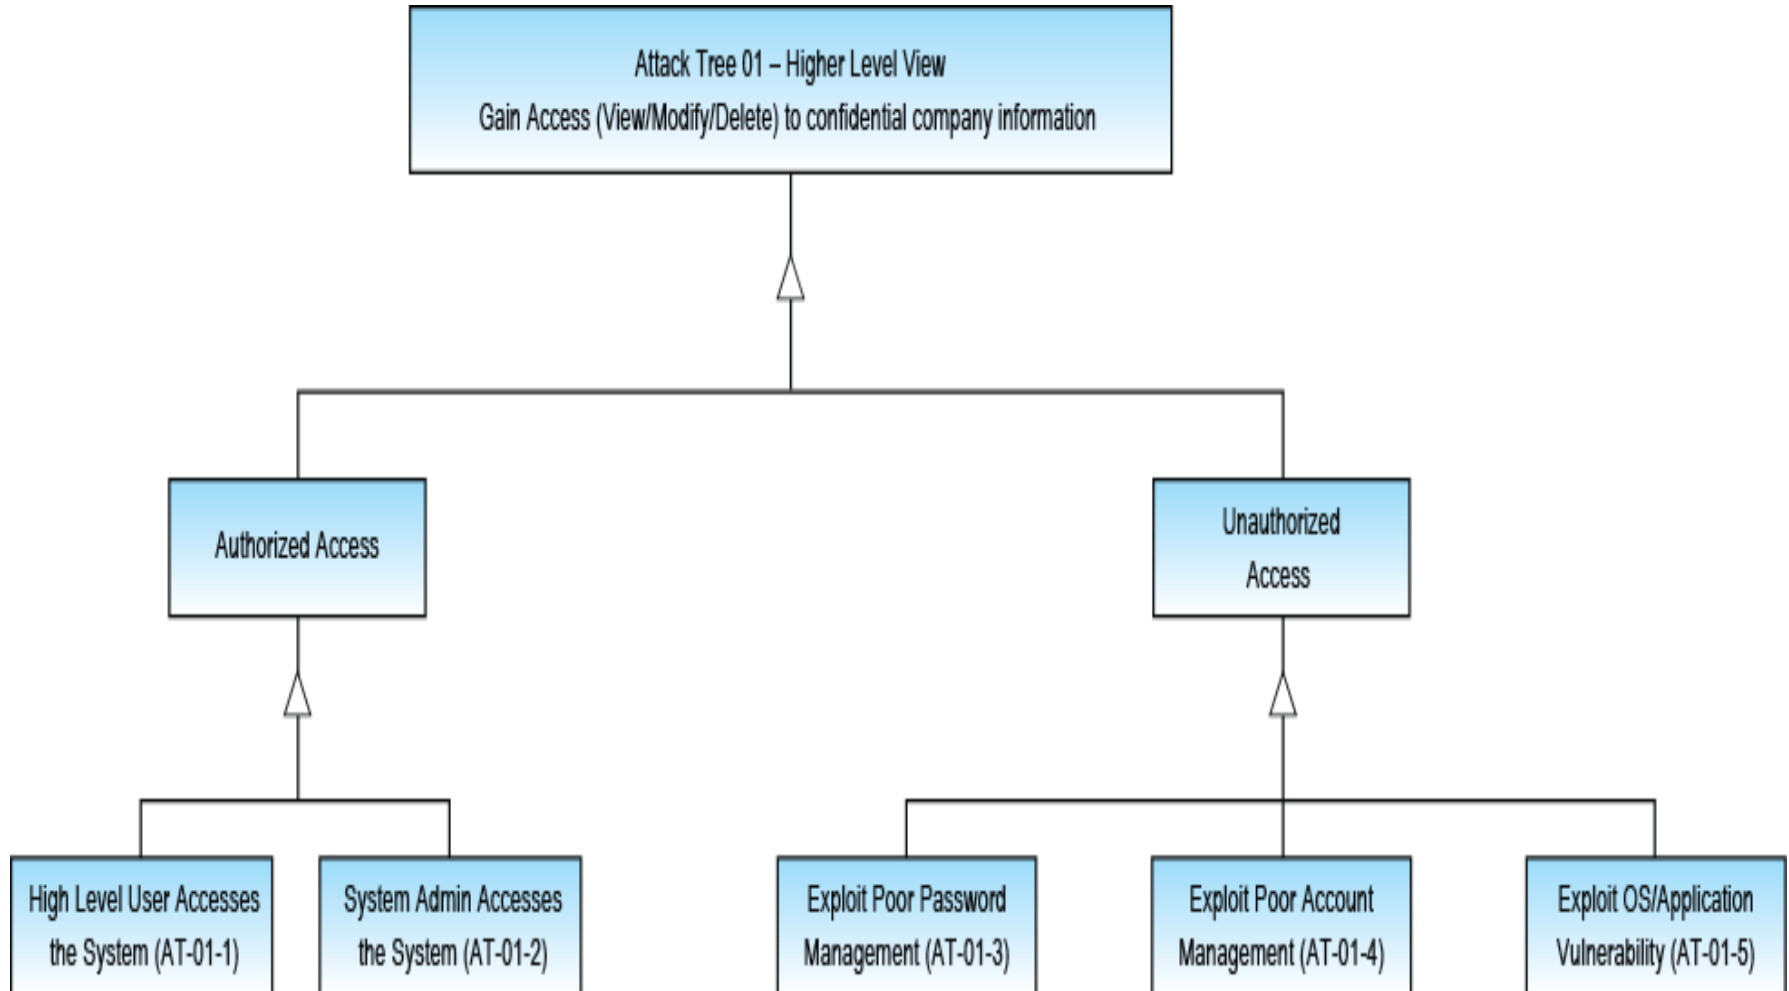 Attack Tree 01 – Higher Level View
Gain Access (View/Modify/Delete) to confidential company information
Authorized Access
Unauthorized
Access
High Level User Accesses
the System (AT-01-1)
System Admin Accesses
the System (AT-01-2)
Exploit Poor Password
Management (AT-01-3)
Exploit Poor Account
Management (AT-01-4)
Exploit OS/Application
Vulnerability (AT-01-5)